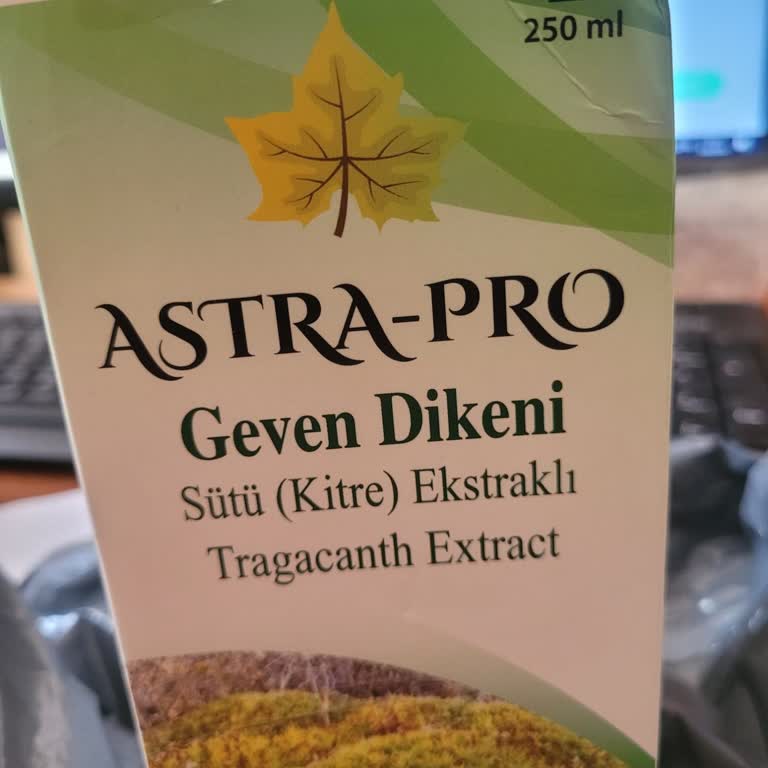 250 ml
ASTRA-PRO
Geven Dikeni
Sütü (Kitre) Ekstraklı
Tragacanth Extract